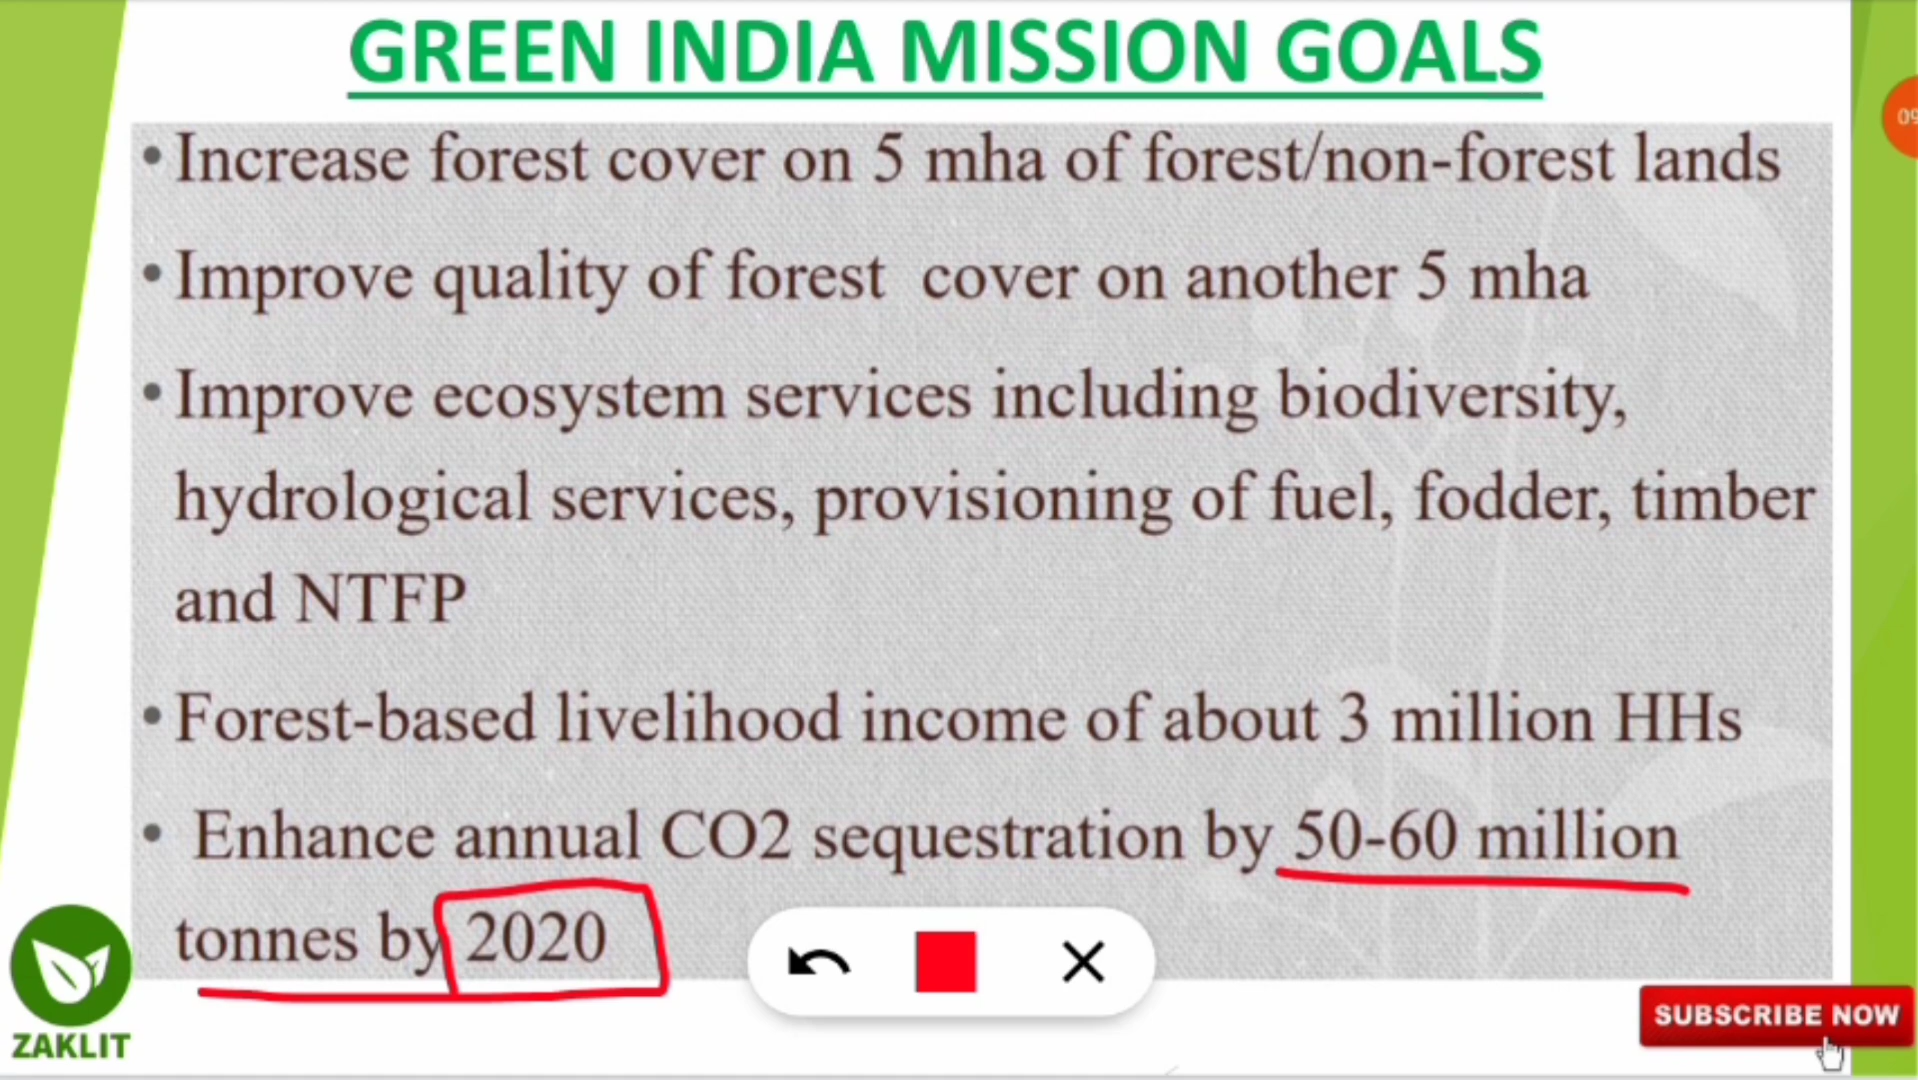 GREEN INDIA MISSION GOALS
• Increase forest cover on 5 mha of forest/non-forest lands
• Improve quality of forest cover on another 5 mha
• Improve ecosystem services including biodiversity,
hydrological services, provisioning of fuel, fodder, timber
and NTFP
• Forest-based livelihood income of about 3 million HHs
• Enhance annual CO2 sequestration by 50-60 million
tonnes by 2020
09
ZAKLIT
SUBSCRIBE NOW